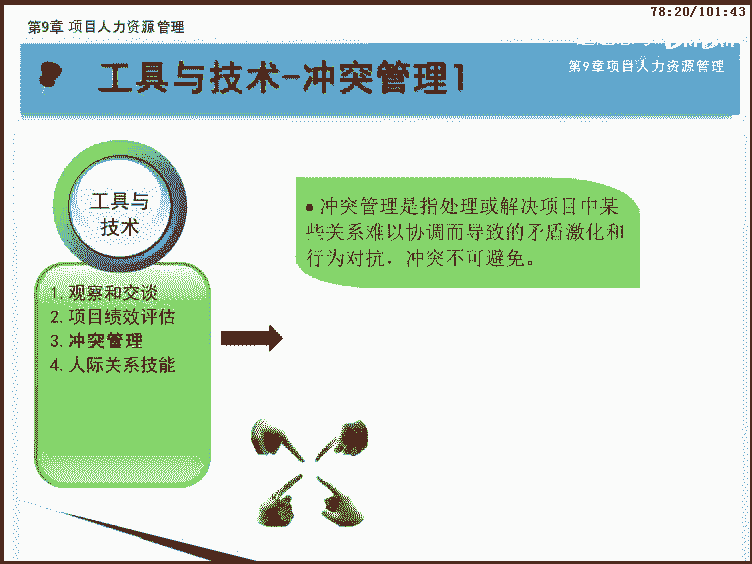 78:20/101:43
第9章 项目人力资源管理
第9章项目人力资源管理
工具与技术-冲突管理1
工具与
技术
1. 观察和交谈
2. 项目绩效评估
3. 冲突管理
4. 人际关系技能
● 冲突管理是指处理或解决项目中某
些关系难以协调而导致的矛盾激化和
行为对抗. 冲突不可避免。